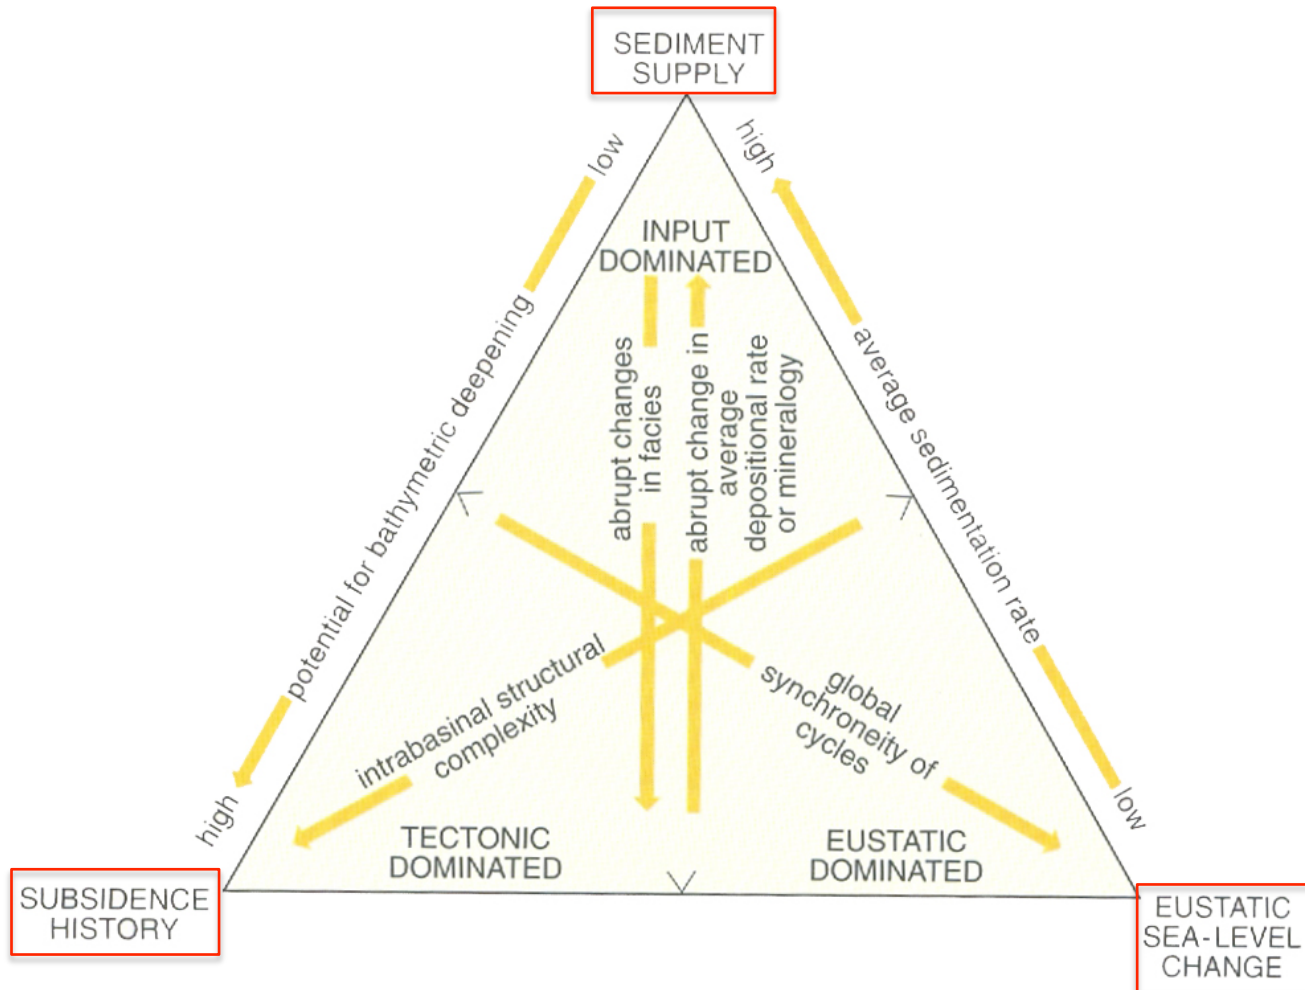 SEDIMENT
SUPPLY
low
high
INPUT
DOMINATED
potential for bathymetric deepening
average sedimentation rate
abrupt changes
in facies
abrupt change in
average
depositional rate
or mineralogy
intrabasinal structural
complexity
global
synchroneity of
cycles
high
low
TECTONIC
DOMINATED
EUSTATIC
DOMINATED
SUBSIDENCE
HISTORY
EUSTATIC
SEA-LEVEL
CHANGE